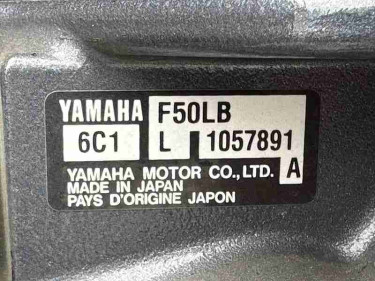 YAMAHA F50LB
6C1 L 1057891
YAMAHA MOTOR CO., LTD. A
MADE IN JAPAN
PAYS D'ORIGINE JAPON